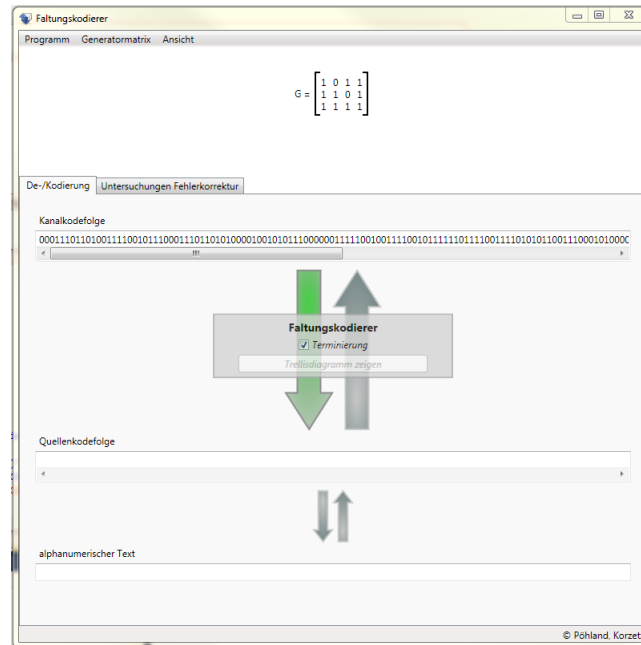 Faltungskodierer
Programm Generatormatrix Ansicht
1 0 1 1
G = 1 1 0 1
1 1 1 1
De-/Kodierung Untersuchungen Fehlerkorrektur
Kanalkodefolge
0001110110100111100101110001110110101000010010101110000001111100100111100101111110111100111101010110011100010100000
Faltungskodierer
Terminierung
Trellisdiagramm zeigen
Quellenkodefolge
alphanumerischer Text
© Pöhland, Korzet